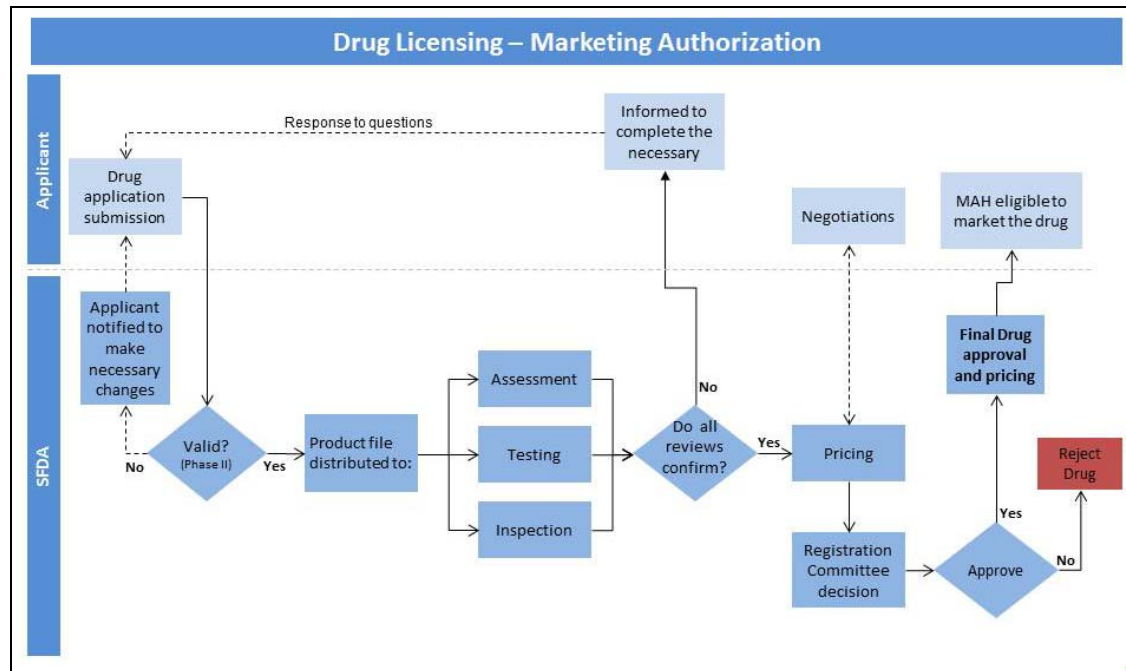 Drug Licensing – Marketing Authorization
Applicant
Response to questions
Informed to
complete the
necessary
Drug
application
submission
Negotiations
MAH eligible to
market the drug
SFDA
Applicant
notified to
make
necessary
changes
No
Valid?
(Phase II)
Yes
Product file
distributed to:
Assessment
Testing
Inspection
No
Do all
reviews
confirm?
Yes
Pricing
Registration
Committee
decision
Final Drug
approval
and pricing
Yes
Approve
No
Reject
Drug